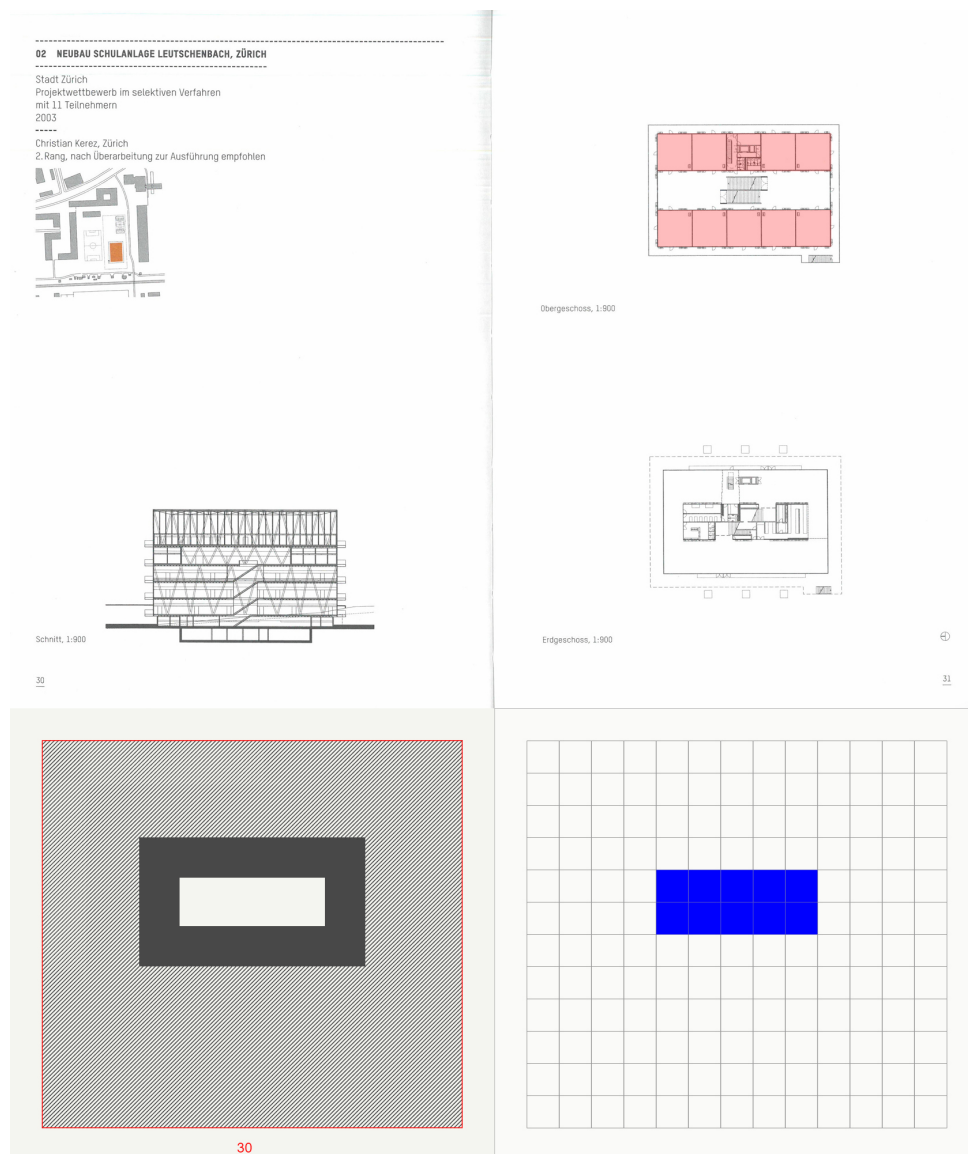 02 NEUBAU SCHULANLAGE LEUTSCHENBACH, ZÜRICH
Stadt Zürich
Projektwettbewerb im selektiven Verfahren
mit 11 Teilnehmern
2003
Christian Kerez, Zürich
2. Rang, nach Überarbeitung zur Ausführung empfohlen
Obergeschoss, 1:900
Schnitt, 1:900
Erdgeschoss, 1:900
30
31
30